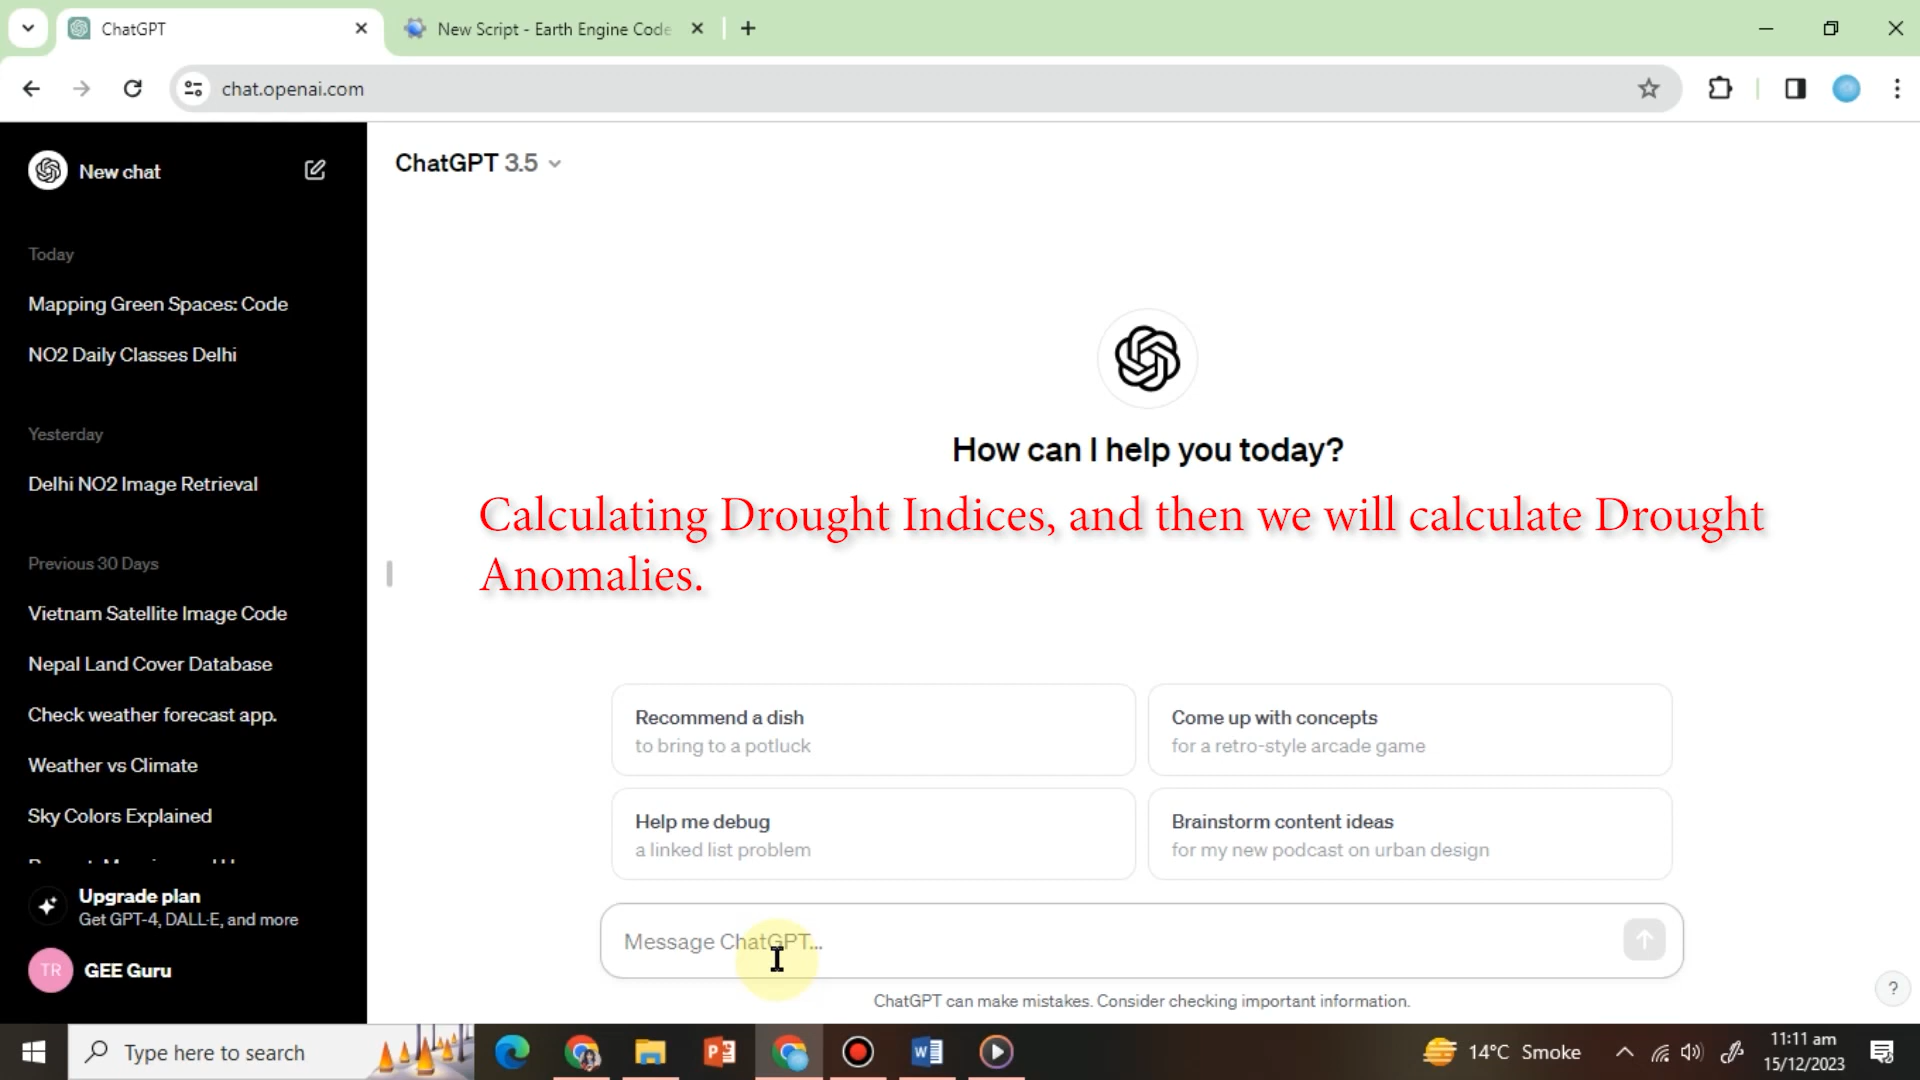 ChatGPT
New Script - Earth Engine Code
chat.openai.com
New chat
ChatGPT 3.5
Today
Mapping Green Spaces: Code
NO2 Daily Classes Delhi
Yesterday
Delhi NO2 Image Retrieval
Previous 30 Days
Vietnam Satellite Image Code
Nepal Land Cover Database
Check weather forecast app.
Weather vs Climate
Sky Colors Explained
Upgrade plan
Get GPT-4, DALL·E, and more
TR
GEE Guru
How can I help you today?
Calculating Drought Indices, and then we will calculate Drought
Anomalies.
Recommend a dish
to bring to a potluck
Come up with concepts
for a retro-style arcade game
Help me debug
a linked list problem
Brainstorm content ideas
for my new podcast on urban design
Message ChatGPT...
ChatGPT can make mistakes. Consider checking important information.
?
Type here to search
14°C Smoke
11:11 am
15/12/2023